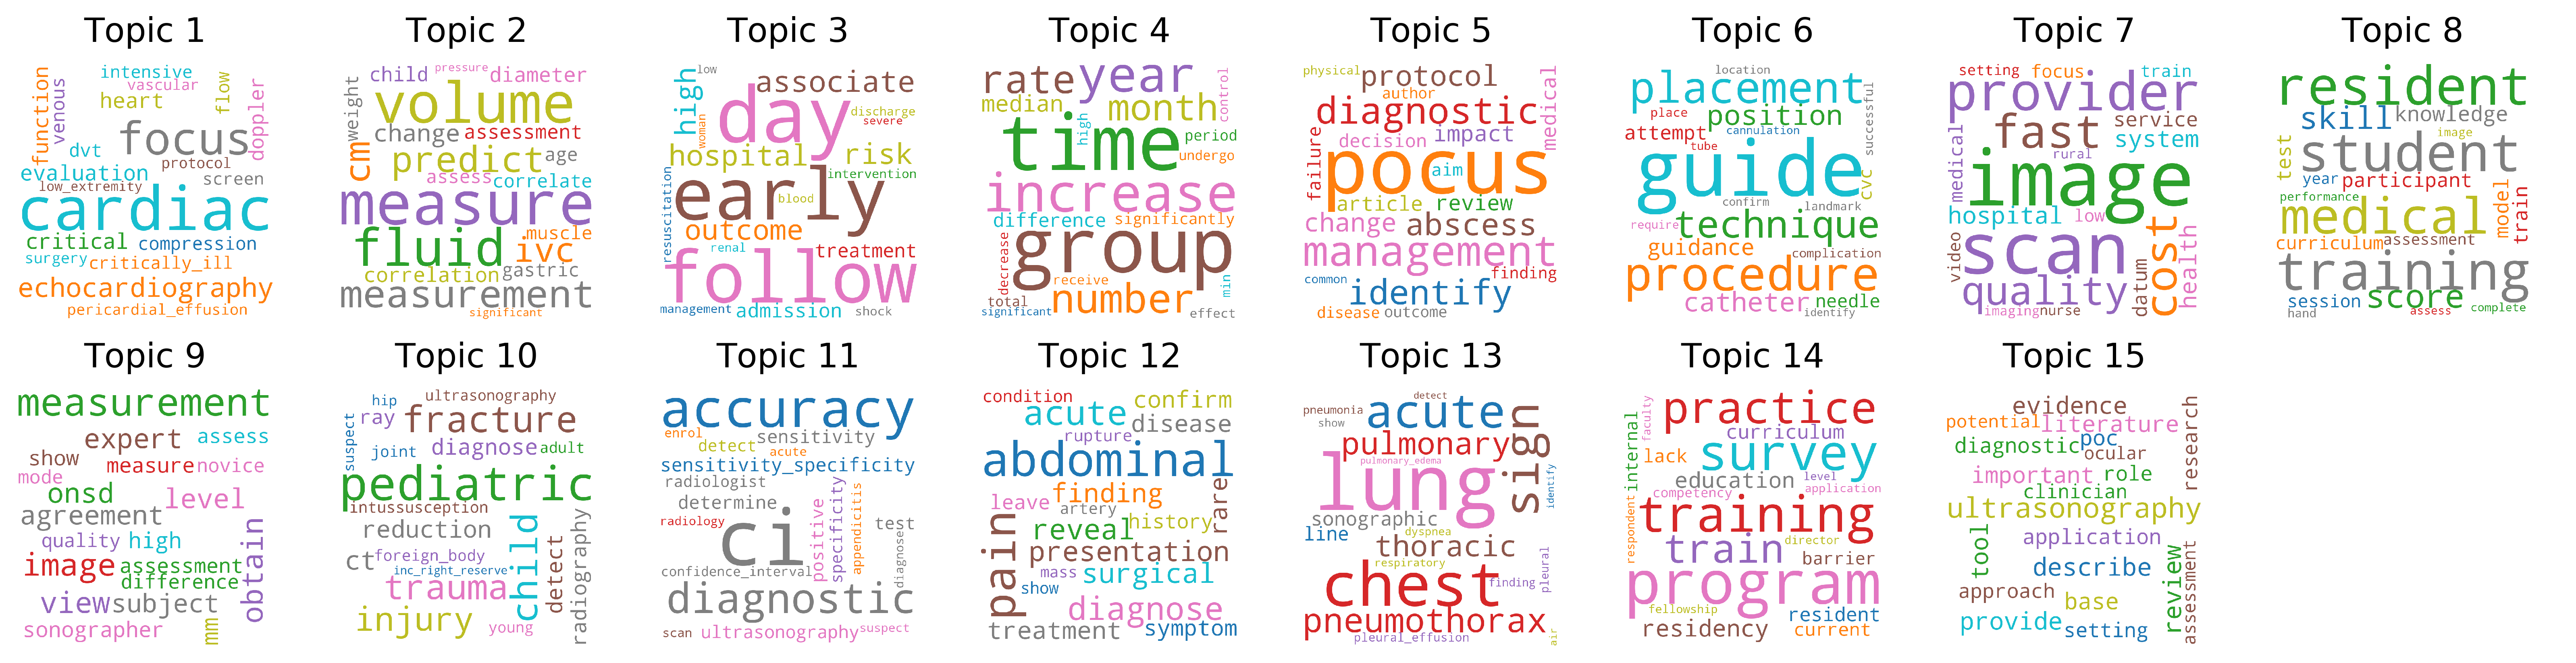 Topic 1
intensive
vascular
heart
function
venous
flow
doppler
focus
dvt
protocol
evaluation
screen
low_extremity
cardiac
critical compression
surgery critically_ill
echocardiography
pericardial_effusion
Topic 2
pressure
child diameter
weight
volume
change assessment
cm
predict age
assess correlate
measure
muscle
fluid ivc
correlation gastric
measurement
significant
Topic 3
low
high
associate
day
discharge
severe
woman
hospital risk
intervention
resuscitation
early
blood
outcome
renal treatment
follow
management admission shock
Topic 4
rate year
control
median month
high
time
period
undergo
increase
difference significantly
group
decrease
receive
min
total
number
significant effect
Topic 5
physical protocol
author
medical
diagnostic
decision impact
failure
pocus
aim
article review
change abscess
management
finding
common identify
disease outcome
Topic 6
location
placement
successful
place position
attempt cannulation
tube
guide
cvc
confirm landmark
require technique
guidance complication
procedure
catheter needle
identify
Topic 7
setting focus train
provider
fast service
system
medical
rural
image
hospital low
video
scan
cost
health
quality
datum
imaging nurse
Topic 8
resident
skill knowledge
image
test
student
year participant
performance
medical
model
train
curriculum assessment
training
session score
hand assess complete
Topic 9
measurement
expert assess
show measure novice
mode
onsd level
agreement
quality high
obtain
image assessment
difference
view subject
sonographer mm
Topic 10
hip ultrasonography
ray fracture
suspect
joint diagnose adult
pediatric
intussusception
reduction
child
ct foreign_body
inc_right_reserve
detect
radiography
trauma
injury young
Topic 11
accuracy
enrol
detect sensitivity
acute
sensitivity_specificity
radiologist
determine
positive
specificity
appendicitis
radiology
ci
test
diagnosed
confidence_interval
diagnostic
scan ultrasonography suspect
Topic 12
condition confirm
acute disease
rupture
abdominal
leave finding
rare
artery
pain
reveal history
presentation
mass surgical
show
diagnose
treatment symptom
Topic 13
detect
pneumonia acute
show
sign
pulmonary
pulmonary_edema
lung
identify
sonographic
line dyspnea
thoracic
respiratory
chest
finding
pleural
pneumothorax
pleural_effusion air
Topic 14
faculty
practice
internal
curriculum
lack survey
education level
competency application
respondent
training
train director
barrier
program
fellowship resident
residency current
Topic 15
evidence
potential literature
research
diagnostic poc
ocular
important role
clinician
ultrasonography
tool
application
describe
review
assessment
approach base
provide setting